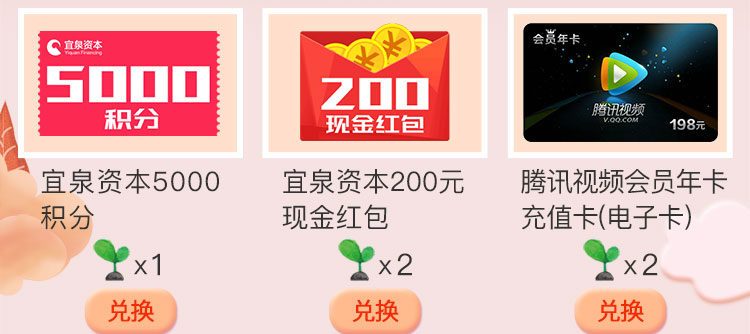 宜泉资本
Yiquan Financing
5000
积分
200
现金红包
会员年卡
腾讯视频
V.QQ.COM
198元
宜泉资本5000
积分
宜泉资本200元
现金红包
腾讯视频会员年卡
充值卡(电子卡)
x1
x2
x2
兑换
兑换
兑换